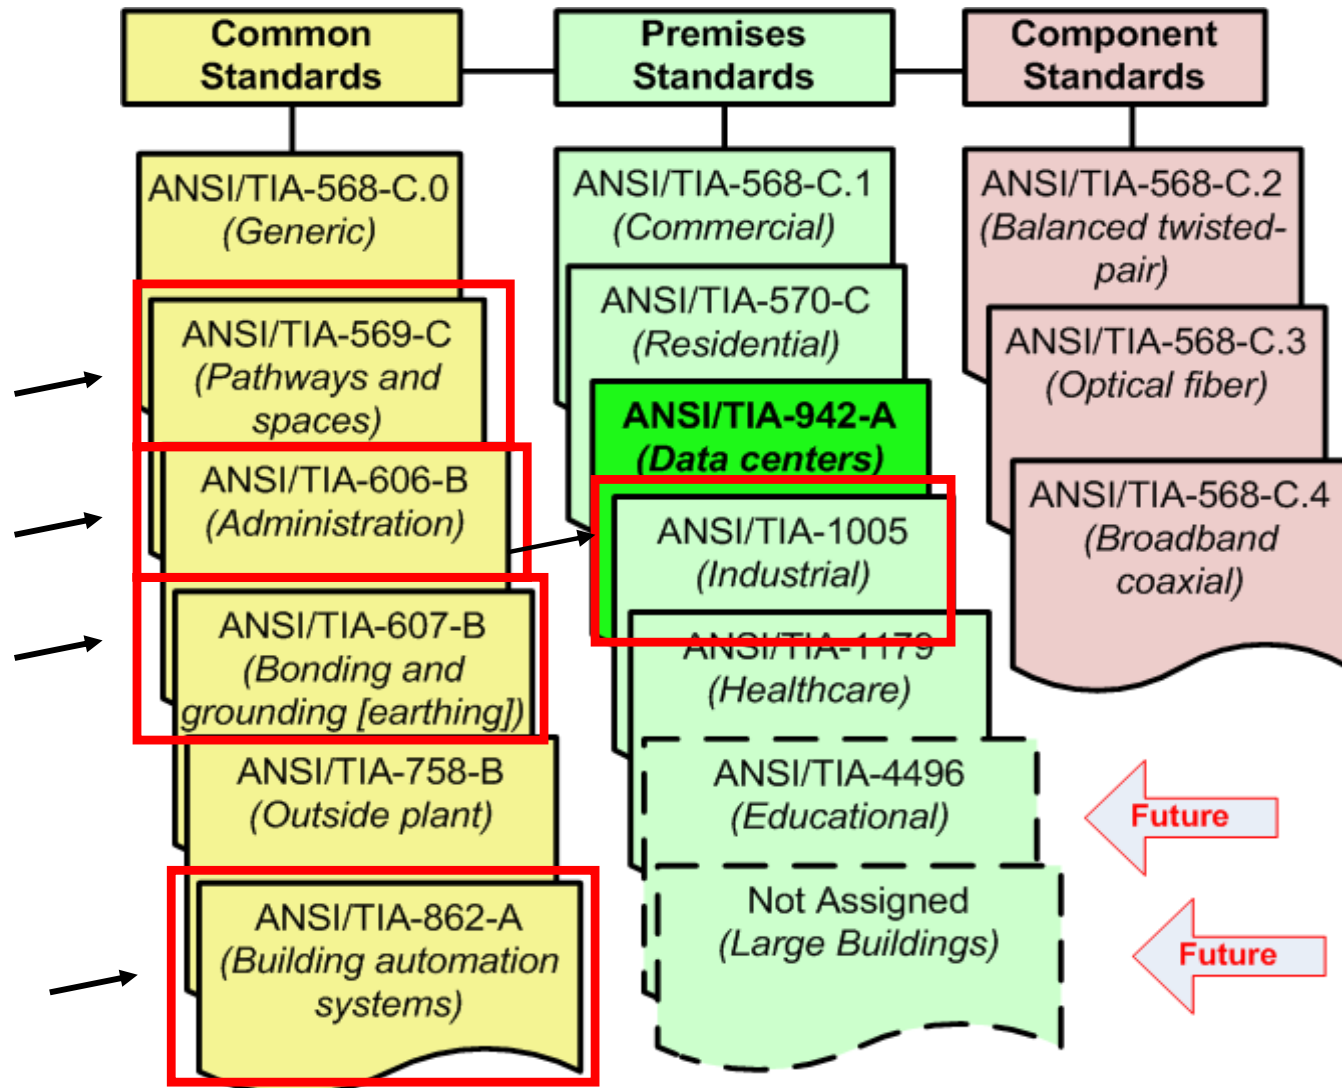 Common
Standards
ANSI/TIA-568-C.0
(Generic)
ANSI/TIA-569-C
(Pathways and
spaces)
ANSI/TIA-606-B
(Administration)
ANSI/TIA-607-B
(Bonding and
grounding [earthing])
ANSI/TIA-758-B
(Outside plant)
ANSI/TIA-862-A
(Building automation
systems)
Premises
Standards
ANSI/TIA-568-C.1
(Commercial)
ANSI/TIA-570-C
(Residential)
ANSI/TIA-942-A
(Data centers)
ANSI/TIA-1005
(Industrial)
ANSI/TIA-1179
(Healthcare)
ANSI/TIA-4496
(Educational)
Future
Not Assigned
(Large Buildings)
Future
Component
Standards
ANSI/TIA-568-C.2
(Balanced twisted-
pair)
ANSI/TIA-568-C.3
(Optical fiber)
ANSI/TIA-568-C.4
(Broadband
coaxial)